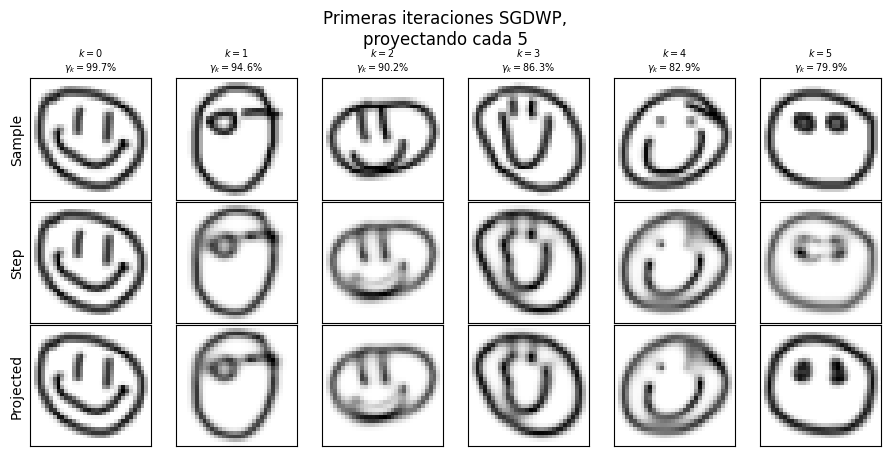 Primeras iteraciones SGDWP,
proyectando cada 5
k = 0
γₖ = 99.7%
k = 1
γₖ = 94.6%
k = 2
γₖ = 90.2%
k = 3
γₖ = 86.3%
k = 4
γₖ = 82.9%
k = 5
γₖ = 79.9%
Sample
Step
Projected